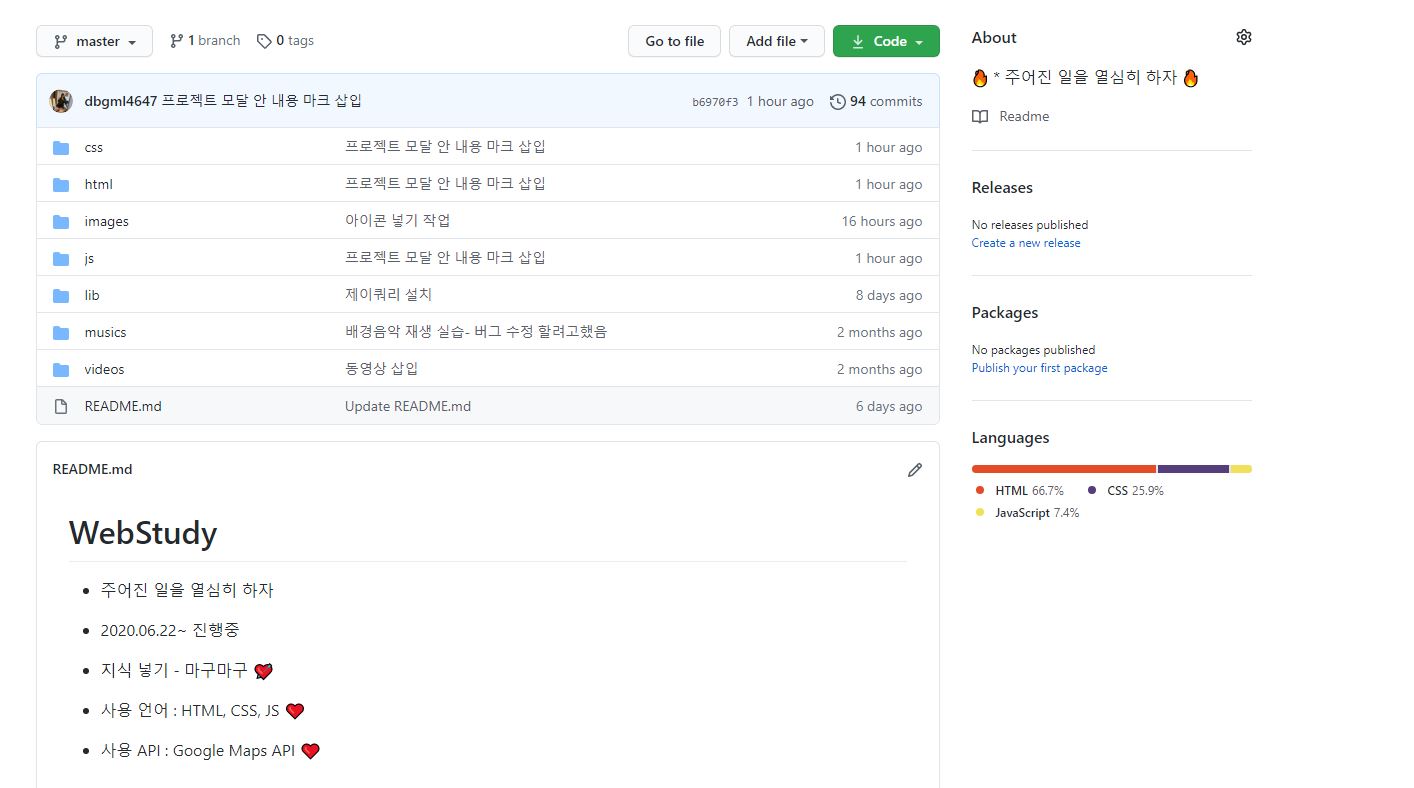 master 1 branch 0 tags Go to file Add file Code
dbgml4647 프로젝트 모달 안 내용 마크 삽입 b6970f3 1 hour ago 94 commits
css 프로젝트 모달 안 내용 마크 삽입 1 hour ago
html 프로젝트 모달 안 내용 마크 삽입 1 hour ago
images 아이콘 넣기 작업 16 hours ago
js 프로젝트 모달 안 내용 마크 삽입 1 hour ago
lib 제이쿼리 설치 8 days ago
musics 배경음악 재생 실습- 버그 수정 할려고했음 2 months ago
videos 동영상 삽입 2 months ago
README.md Update README.md 6 days ago
README.md
WebStudy
• 주어진 일을 열심히 하자
• 2020.06.22~ 진행중
• 지식 넣기 - 마구마구 💘
• 사용 언어 : HTML, CSS, JS ❤
• 사용 API : Google Maps API ❤
About
🔥 * 주어진 일을 열심히 하자 🔥
Readme
Releases
No releases published
Create a new release
Packages
No packages published
Publish your first package
Languages
HTML 66.7% CSS 25.9%
JavaScript 7.4%